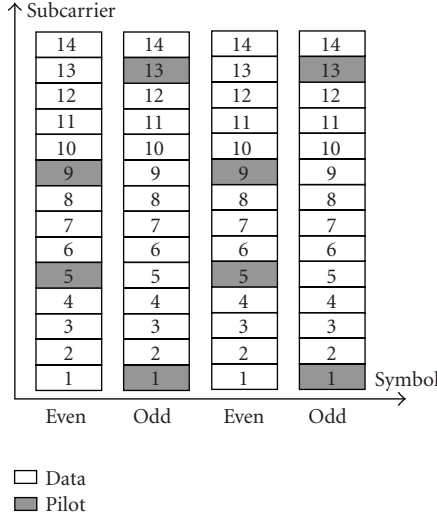 Subcarrier
14 14 14 14
13 13 13 13
12 12 12 12
11 11 11 11
10 10 10 10
9 9 9 9
8 8 8 8
7 7 7 7
6 6 6 6
5 5 5 5
4 4 4 4
3 3 3 3
2 2 2 2
1 1 1 1
Symbol
Even Odd Even Odd
Data
Pilot